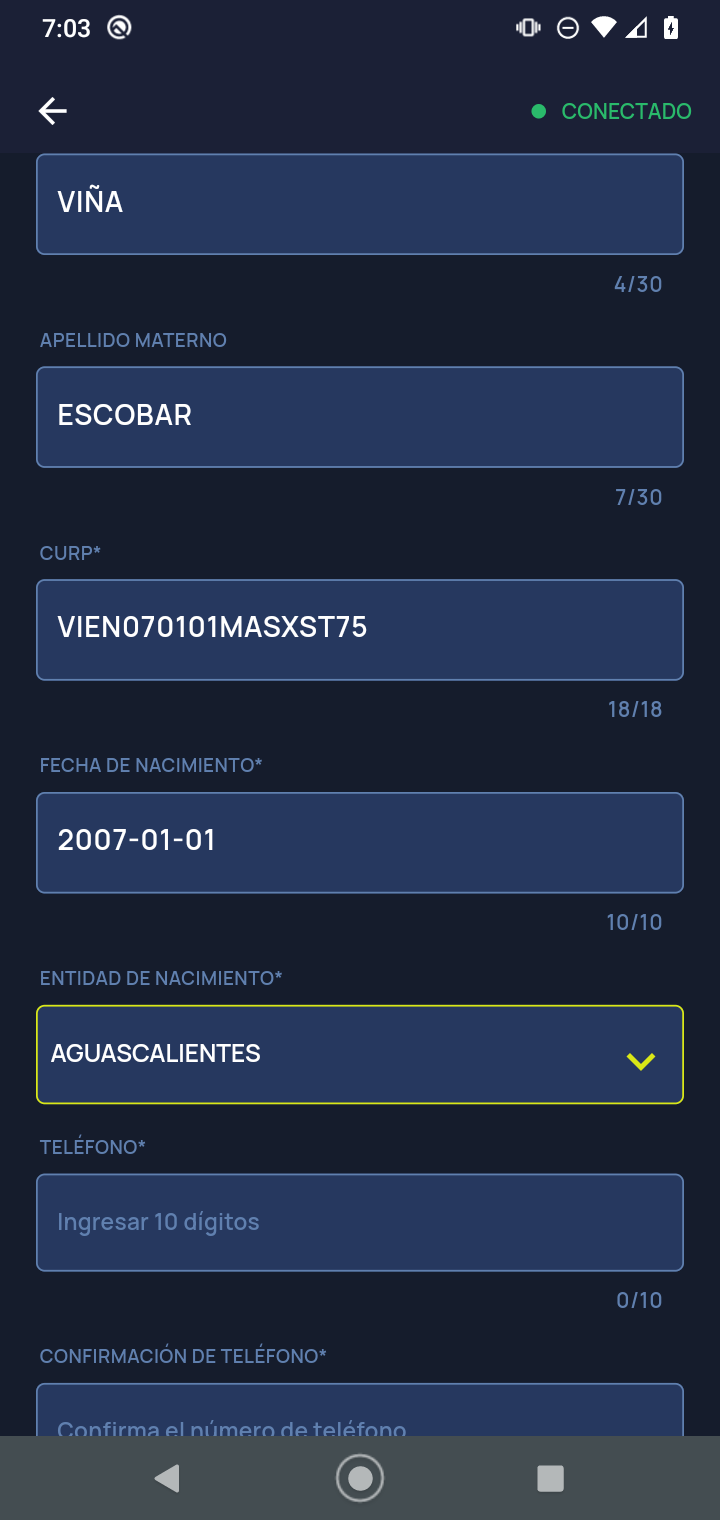 7:03
CONECTADO
VIÑA
4/30
APELLIDO MATERNO
ESCOBAR
7/30
CURP*
VIEN070101MASXST75
18/18
FECHA DE NACIMIENTO*
2007-01-01
10/10
ENTIDAD DE NACIMIENTO*
AGUASCALIENTES
TELÉFONO*
Ingresar 10 dígitos
0/10
CONFIRMACIÓN DE TELÉFONO*
Confirma el número de teléfono